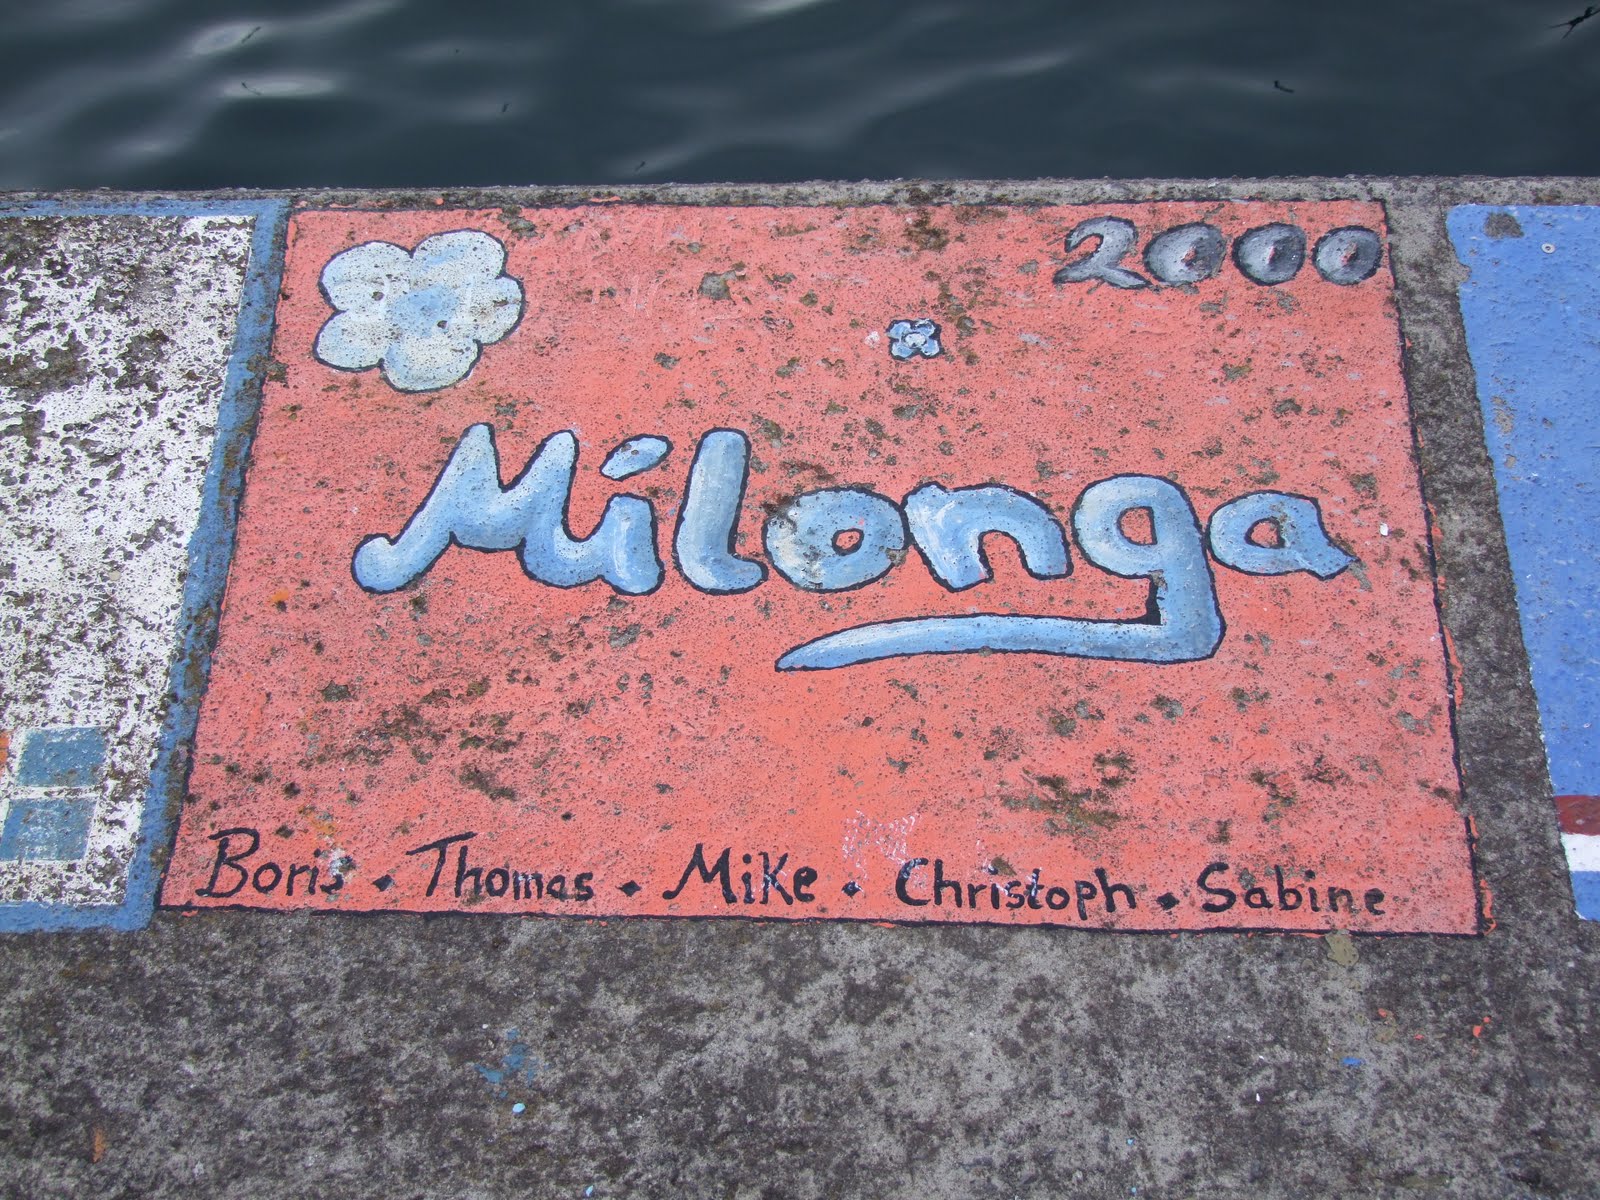 2000
Milonga
Boris • Thomas • Mike • Christoph • Sabine